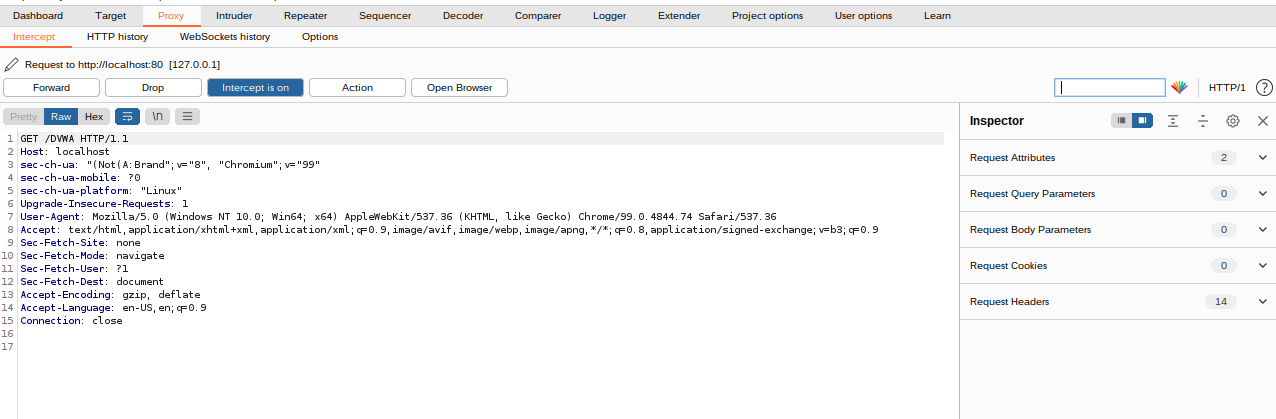 Dashboard Target Proxy Intruder Repeater Sequencer Decoder Comparer Logger Extender Project options User options Learn
Intercept HTTP history WebSockets history Options
Request to http://localhost:80 [127.0.0.1]
Forward Drop Intercept is on Action Open Browser HTTP/1 ?
Pretty Raw Hex \n Inspector
1 GET /DVWA HTTP/1.1
2 Host: localhost
3 sec-ch-ua: "(Not(A:Brand";v="8", "Chromium";v="99"
4 sec-ch-ua-mobile: ?0
5 sec-ch-ua-platform: "Linux"
6 Upgrade-Insecure-Requests: 1
7 User-Agent: Mozilla/5.0 (Windows NT 10.0; Win64; x64) AppleWebKit/537.36 (KHTML, like Gecko) Chrome/99.0.4844.74 Safari/537.36
8 Accept: text/html,application/xhtml+xml,application/xml;q=0.9,image/avif,image/webp,image/apng,*/*;q=0.8,application/signed-exchange;v=b3;q=0.9
9 Sec-Fetch-Site: none
10 Sec-Fetch-Mode: navigate
11 Sec-Fetch-User: ?1
12 Sec-Fetch-Dest: document
13 Accept-Encoding: gzip, deflate
14 Accept-Language: en-US,en;q=0.9
15 Connection: close
16
17
Request Attributes 2
Request Query Parameters 0
Request Body Parameters 0
Request Cookies 0
Request Headers 14